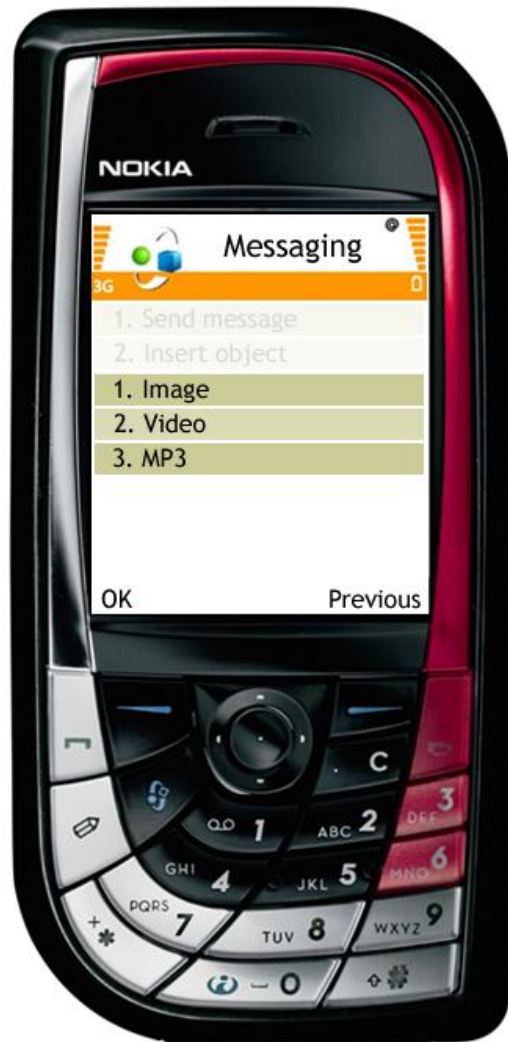 NOKIA
Messaging
3G
1. Send message
2. Insert object
1. Image
2. Video
3. MP3
OK Previous
C
1 ABC 2 DEF 3
GHI 4 JKL 5 MNO 6
PQRS 7 TUV 8 WXYZ 9
+ * i - 0 #